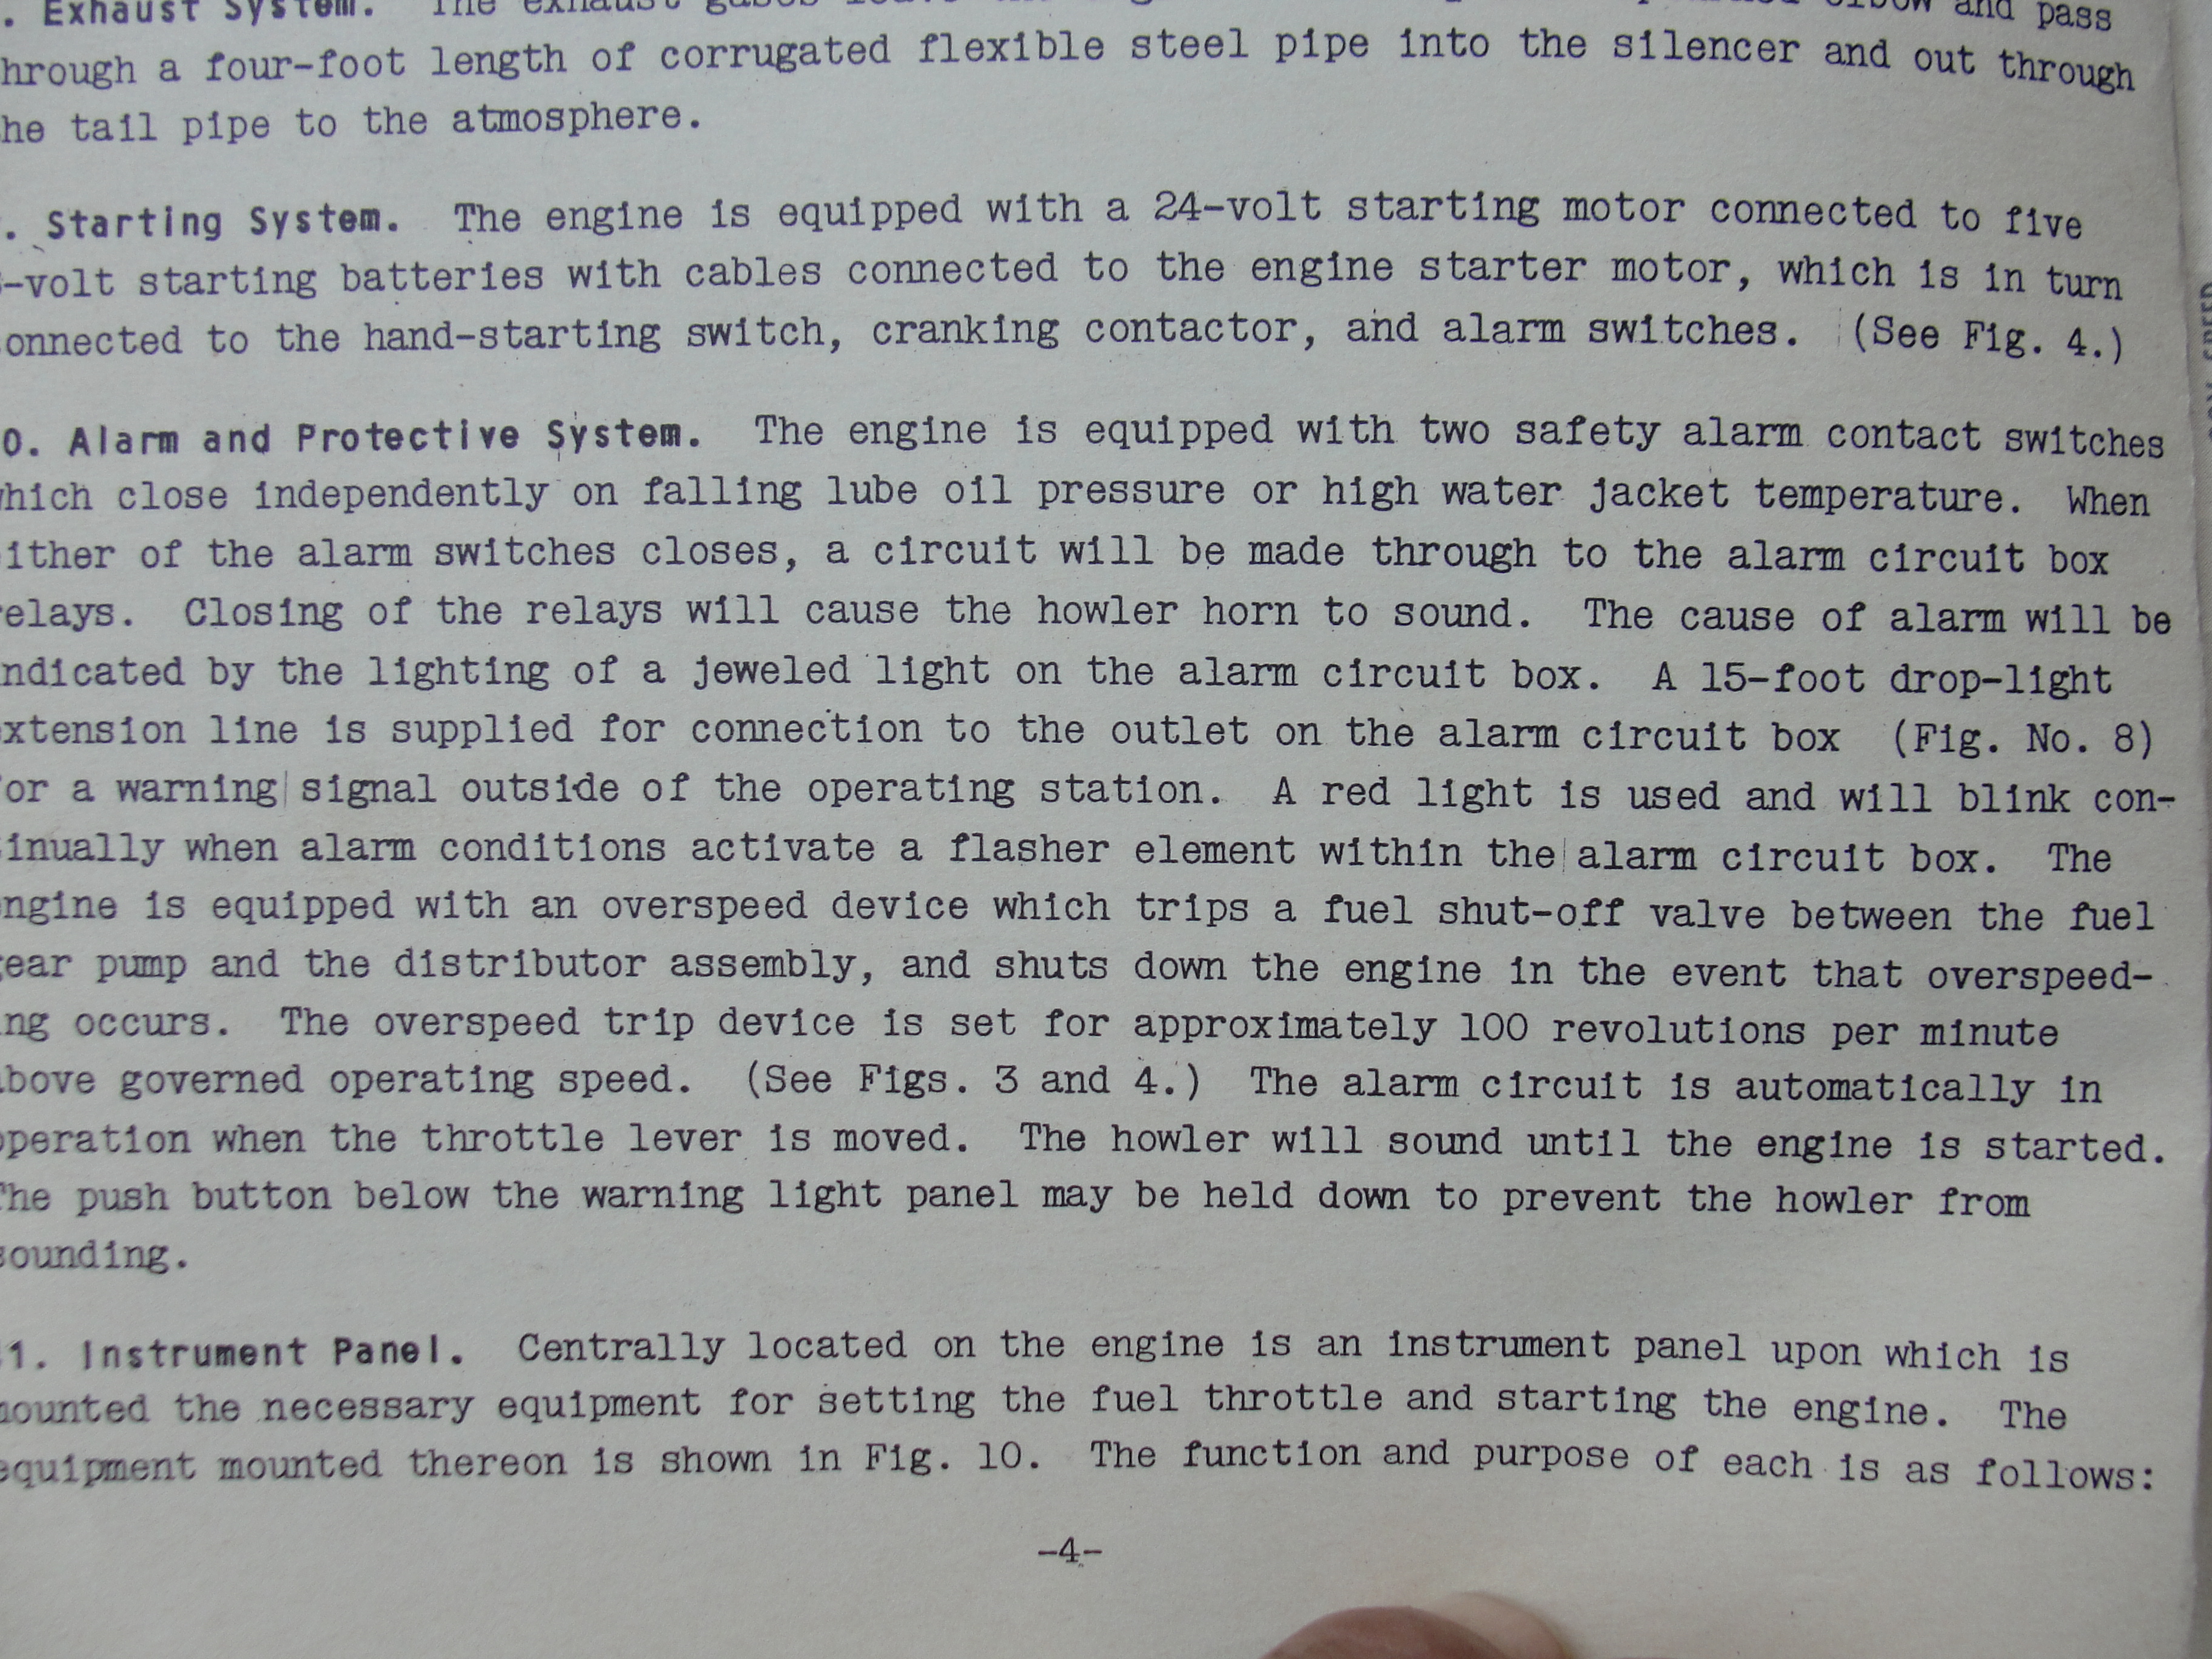 . Exhaust System. The exhaust gases elbow and pass
hrough a four-foot length of corrugated flexible steel pipe into the silencer and out through
he tail pipe to the atmosphere.
. Starting System. The engine is equipped with a 24-volt starting motor connected to five
-volt starting batteries with cables connected to the engine starter motor, which is in turn
onnected to the hand-starting switch, cranking contactor, and alarm switches. (See Fig. 4.)
0. Alarm and Protective System. The engine is equipped with two safety alarm contact switches
hich close independently on falling lube oil pressure or high water jacket temperature. When
ither of the alarm switches closes, a circuit will be made through to the alarm circuit box
relays. Closing of the relays will cause the howler horn to sound. The cause of alarm will be
ndicated by the lighting of a jeweled light on the alarm circuit box. A 15-foot drop-light
xtension line is supplied for connection to the outlet on the alarm circuit box (Fig. No. 8)
or a warning signal outside of the operating station. A red light is used and will blink con-
inually when alarm conditions activate a flasher element within the alarm circuit box. The
ngine is equipped with an overspeed device which trips a fuel shut-off valve between the fuel
gear pump and the distributor assembly, and shuts down the engine in the event that overspeed-
ng occurs. The overspeed trip device is set for approximately 100 revolutions per minute
bove governed operating speed. (See Figs. 3 and 4.) The alarm circuit is automatically in
peration when the throttle lever is moved. The howler will sound until the engine is started.
The push button below the warning light panel may be held down to prevent the howler from
sounding.
1. Instrument Panel. Centrally located on the engine is an instrument panel upon which is
mounted the necessary equipment for setting the fuel throttle and starting the engine. The
equipment mounted thereon is shown in Fig. 10. The function and purpose of each is as follows:
-4-